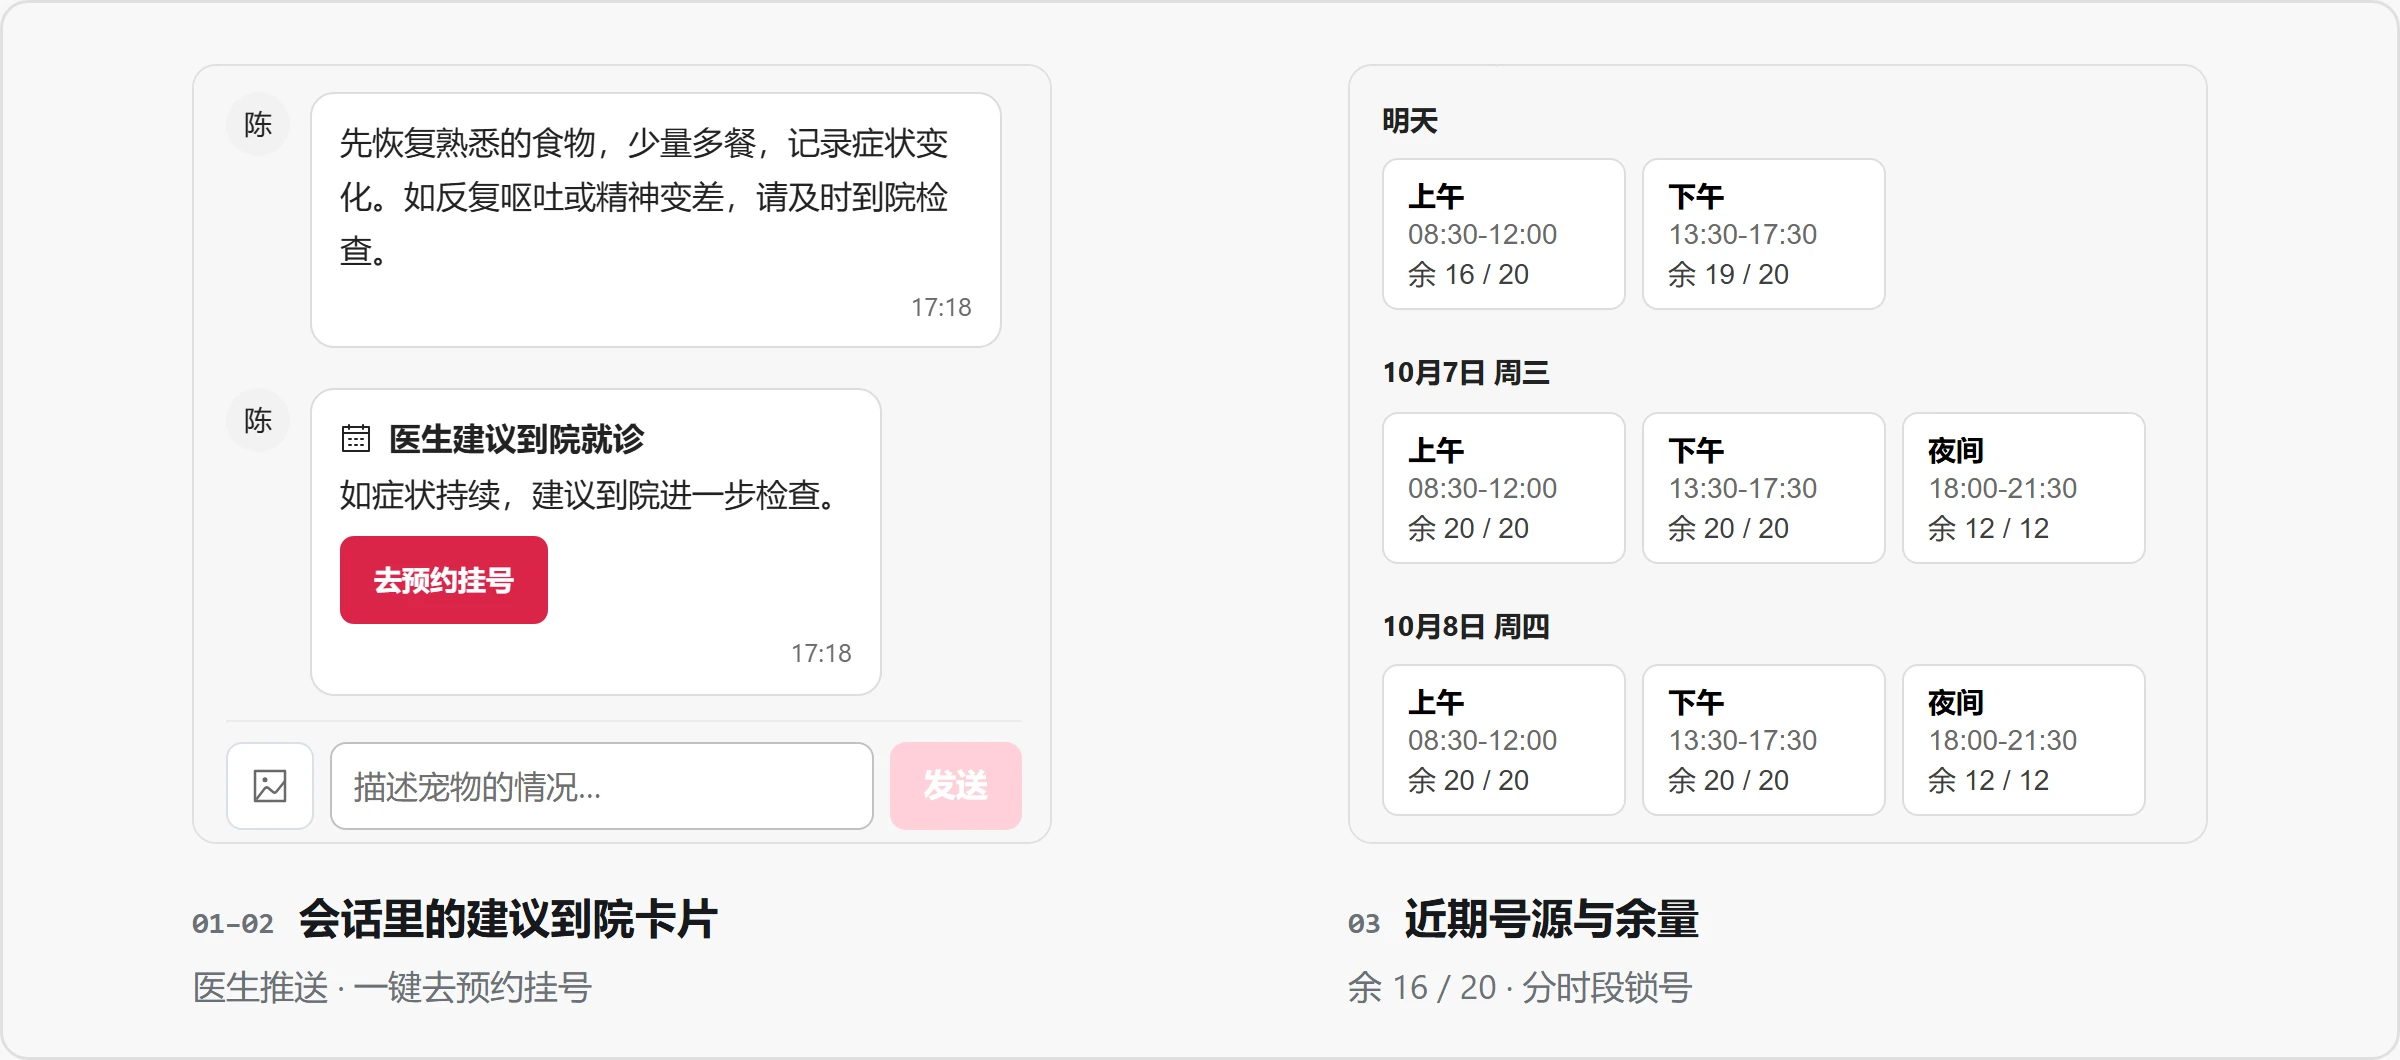 陈
先恢复熟悉的食物，少量多餐，记录症状变
化。如反复呕吐或精神变差，请及时到院检
查。
17:18
陈
医生建议到院就诊
如症状持续，建议到院进一步检查。
去预约挂号
17:18
描述宠物的情况...
发送
01–02 会话里的建议到院卡片
医生推送 · 一键去预约挂号
明天
上午
08:30-12:00
余 16 / 20
下午
13:30-17:30
余 19 / 20
10月7日 周三
上午
08:30-12:00
余 20 / 20
下午
13:30-17:30
余 20 / 20
夜间
18:00-21:30
余 12 / 12
10月8日 周四
上午
08:30-12:00
余 20 / 20
下午
13:30-17:30
余 20 / 20
夜间
18:00-21:30
余 12 / 12
03 近期号源与余量
余 16 / 20 · 分时段锁号